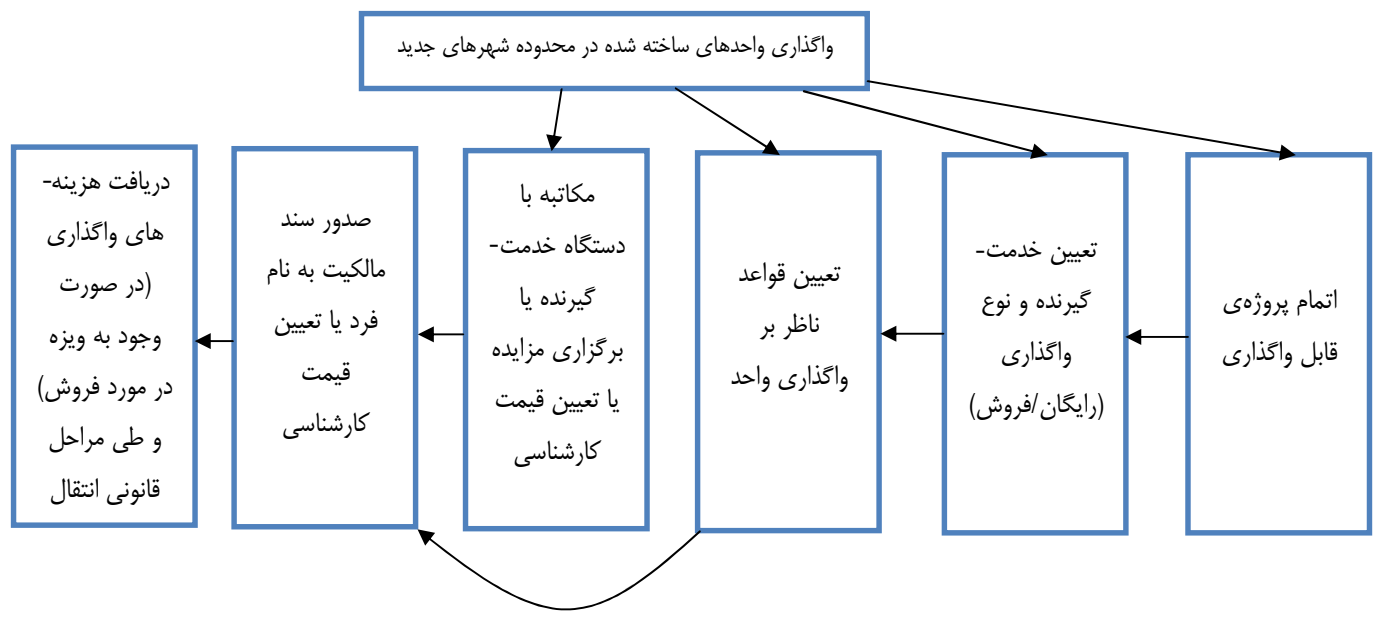 واگذاری واحدهای ساخته شده در محدوده شهرهای جدید
اتمام پروژه‌ی
قابل واگذاری
تعیین خدمت-
گیرنده و نوع
واگذاری
(رایگان/فروش)
تعیین قواعد
ناظر بر
واگذاری واحد
مکاتبه با
دستگاه خدمت-
گیرنده یا
برگزاری مزایده
یا تعیین قیمت
کارشناسی
صدور سند
مالکیت به نام
فرد یا تعیین
قیمت
کارشناسی
دریافت هزینه-
های واگذاری
(در صورت
وجود به ویزه
در مورد فروش)
و طی مراحل
قانونی انتقال